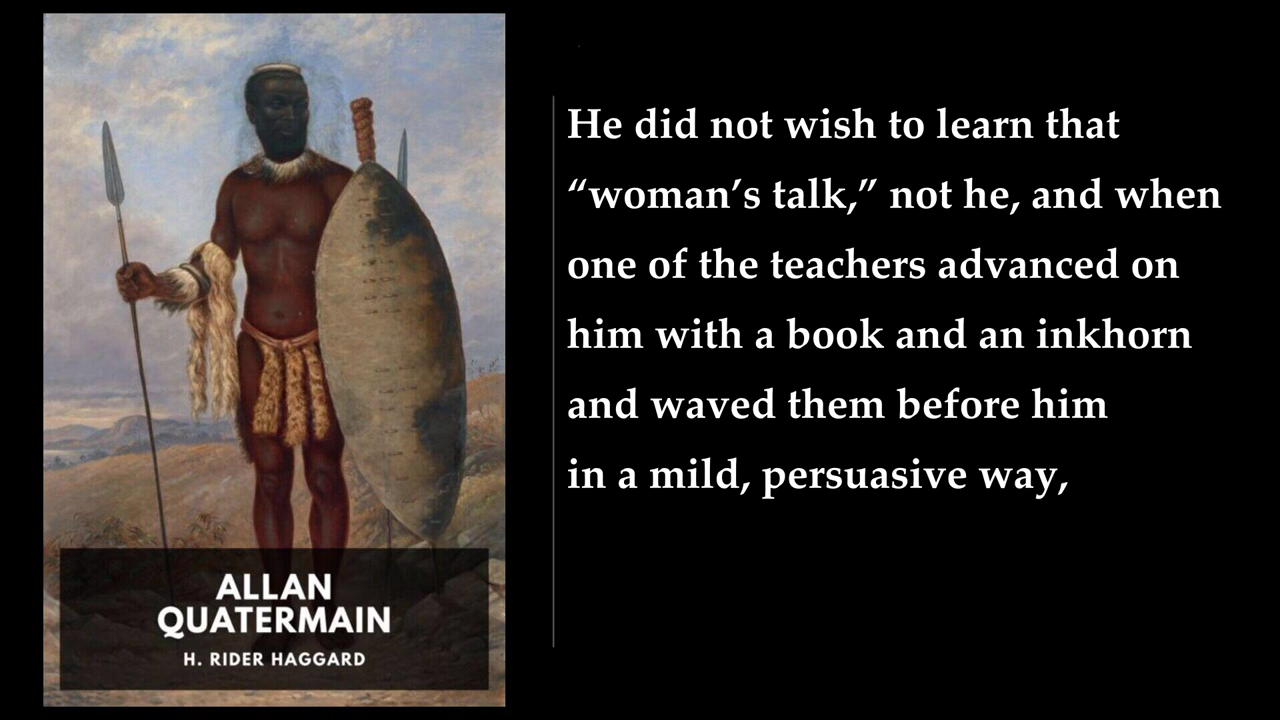 ALLAN
QUATERMAIN
H. RIDER HAGGARD
He did not wish to learn that
“woman’s talk,” not he, and when
one of the teachers advanced on
him with a book and an inkhorn
and waved them before him
in a mild, persuasive way,